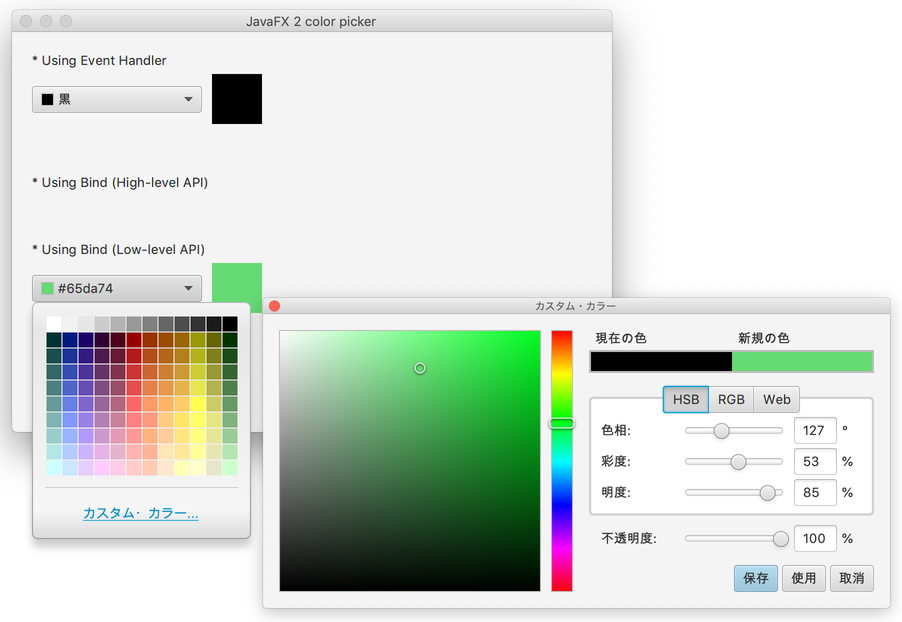 JavaFX 2 color picker
* Using Event Handler
黒
* Using Bind (High-level API)
* Using Bind (Low-level API)
#65da74
カスタム・カラー...
カスタム・カラー
現在の色 新規の色
HSB RGB Web
色相: 127 °
彩度: 53 %
明度: 85 %
不透明度: 100 %
保存 使用 取消